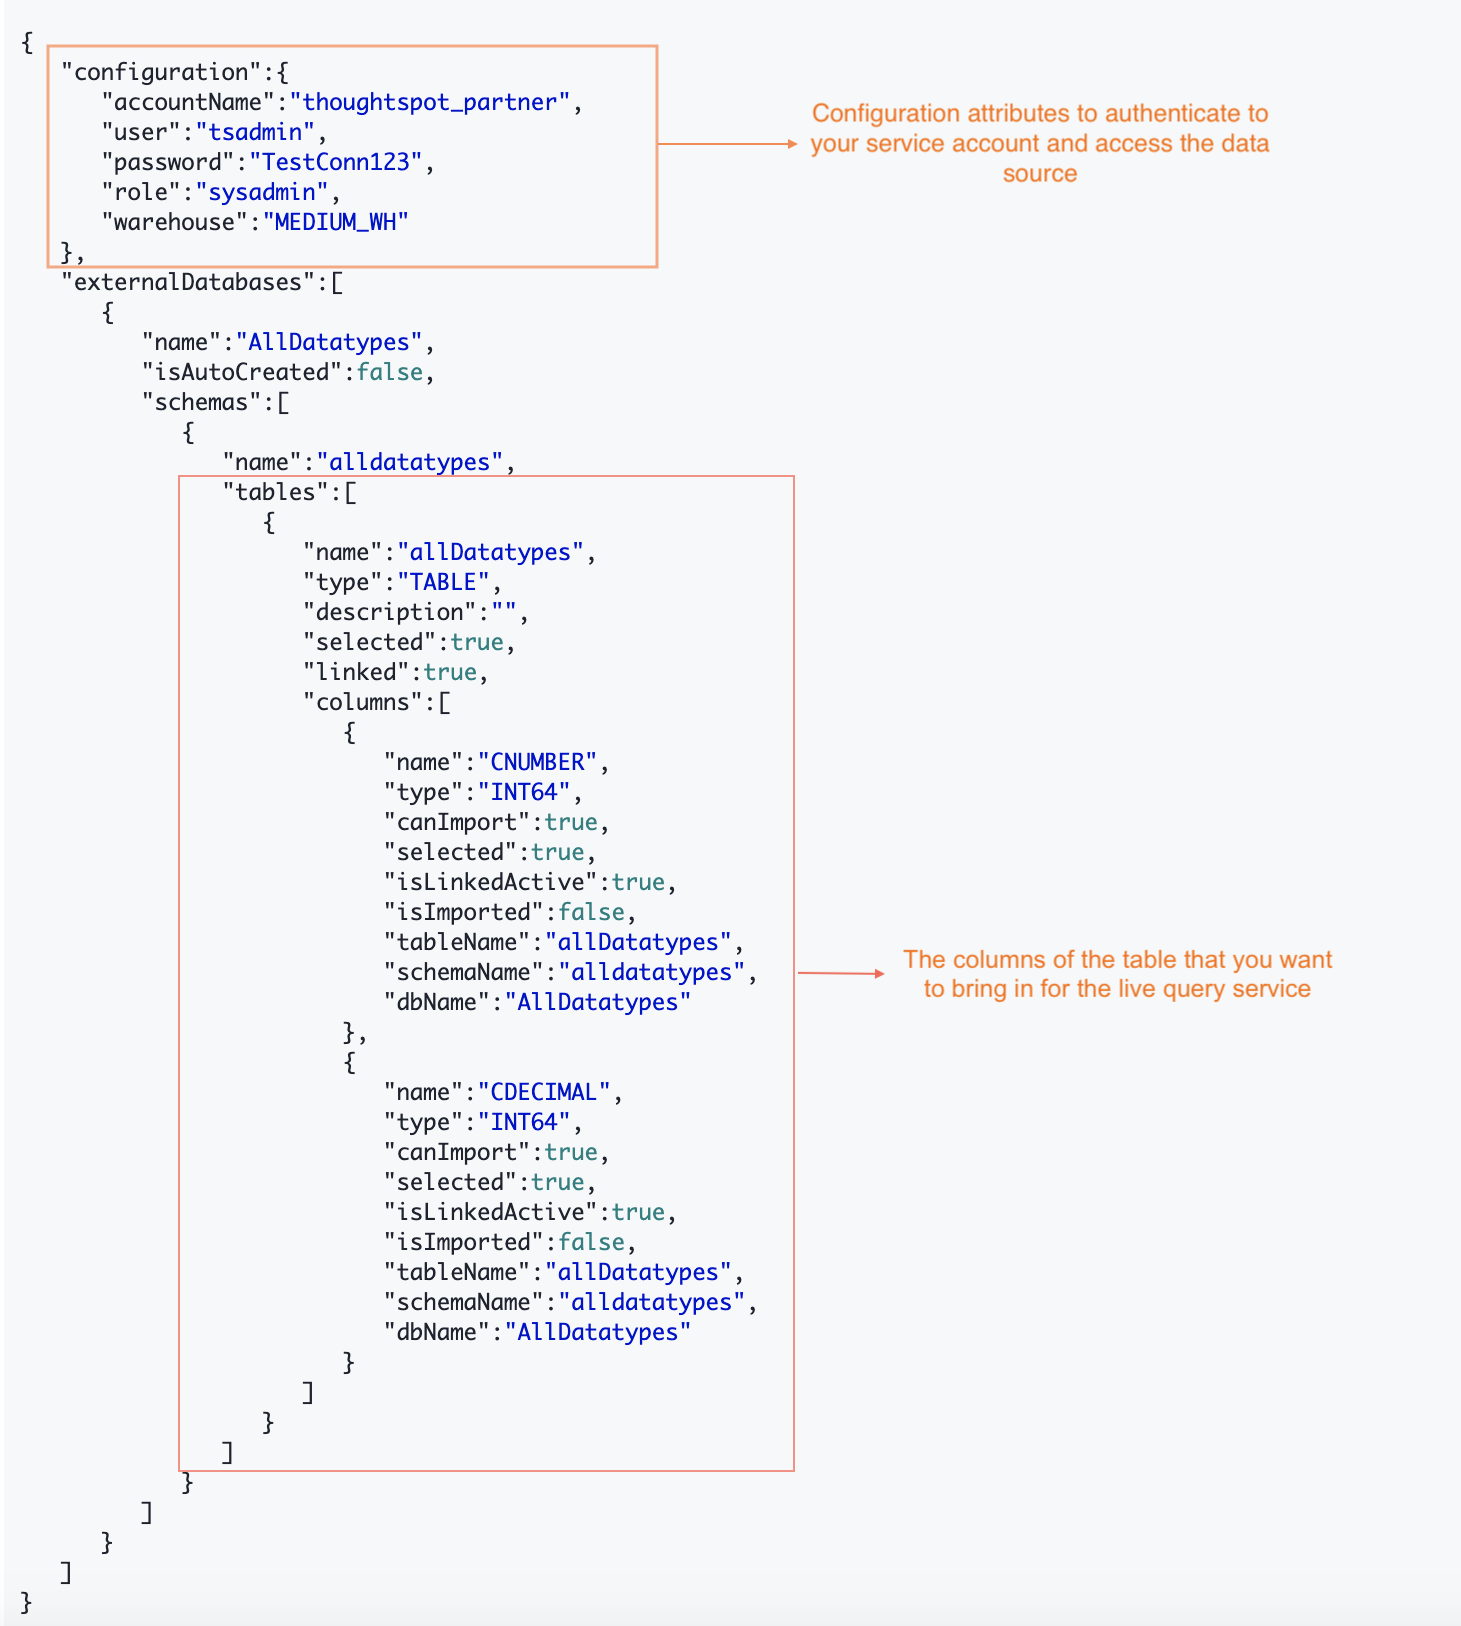 {
"configuration":{
"accountName":"thoughtspot_partner",
"user":"tsadmin",
"password":"TestConn123",
"role":"sysadmin",
"warehouse":"MEDIUM_WH"
},
Configuration attributes to authenticate to
your service account and access the data
source
"externalDatabases":[
{
"name":"AllDatatypes",
"isAutoCreated":false,
"schemas":[
{
"name":"alldatatypes",
"tables":[
{
"name":"allDatatypes",
"type":"TABLE",
"description":"",
"selected":true,
"linked":true,
"columns":[
{
"name":"CNUMBER",
"type":"INT64",
"canImport":true,
"selected":true,
"isLinkedActive":true,
"isImported":false,
"tableName":"allDatatypes",
"schemaName":"alldatatypes",
"dbName":"AllDatatypes"
},
The columns of the table that you want
to bring in for the live query service
{
"name":"CDECIMAL",
"type":"INT64",
"canImport":true,
"selected":true,
"isLinkedActive":true,
"isImported":false,
"tableName":"allDatatypes",
"schemaName":"alldatatypes",
"dbName":"AllDatatypes"
}
]
}
]
}
]
}
]
}